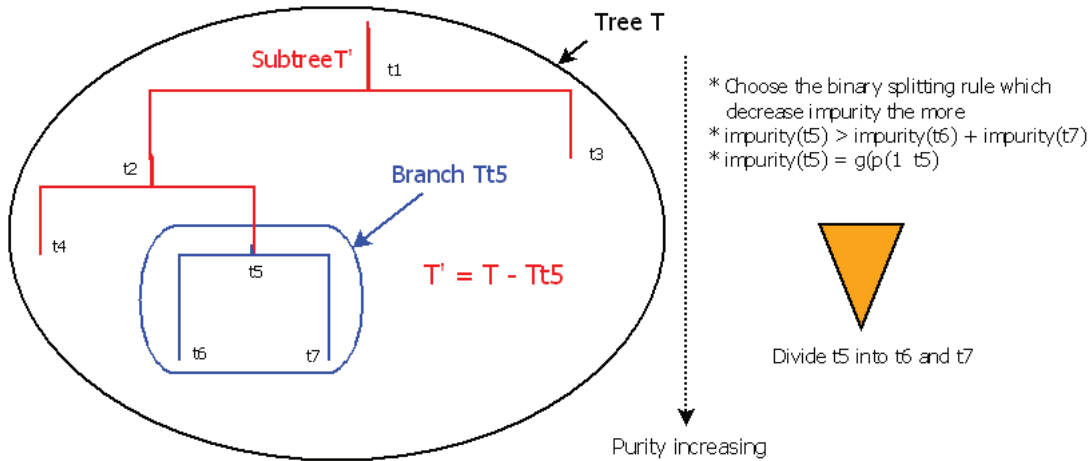 Tree T
SubtreeT'
t1
* Choose the binary splitting rule which
decrease impurity the more
* impurity(t5) > impurity(t6) + impurity(t7)
* impurity(t5) = g(p(1 t5)
t3
t2
Branch Tt5
t4
t5
T' = T - Tt5
t6
t7
Divide t5 into t6 and t7
Purity increasing